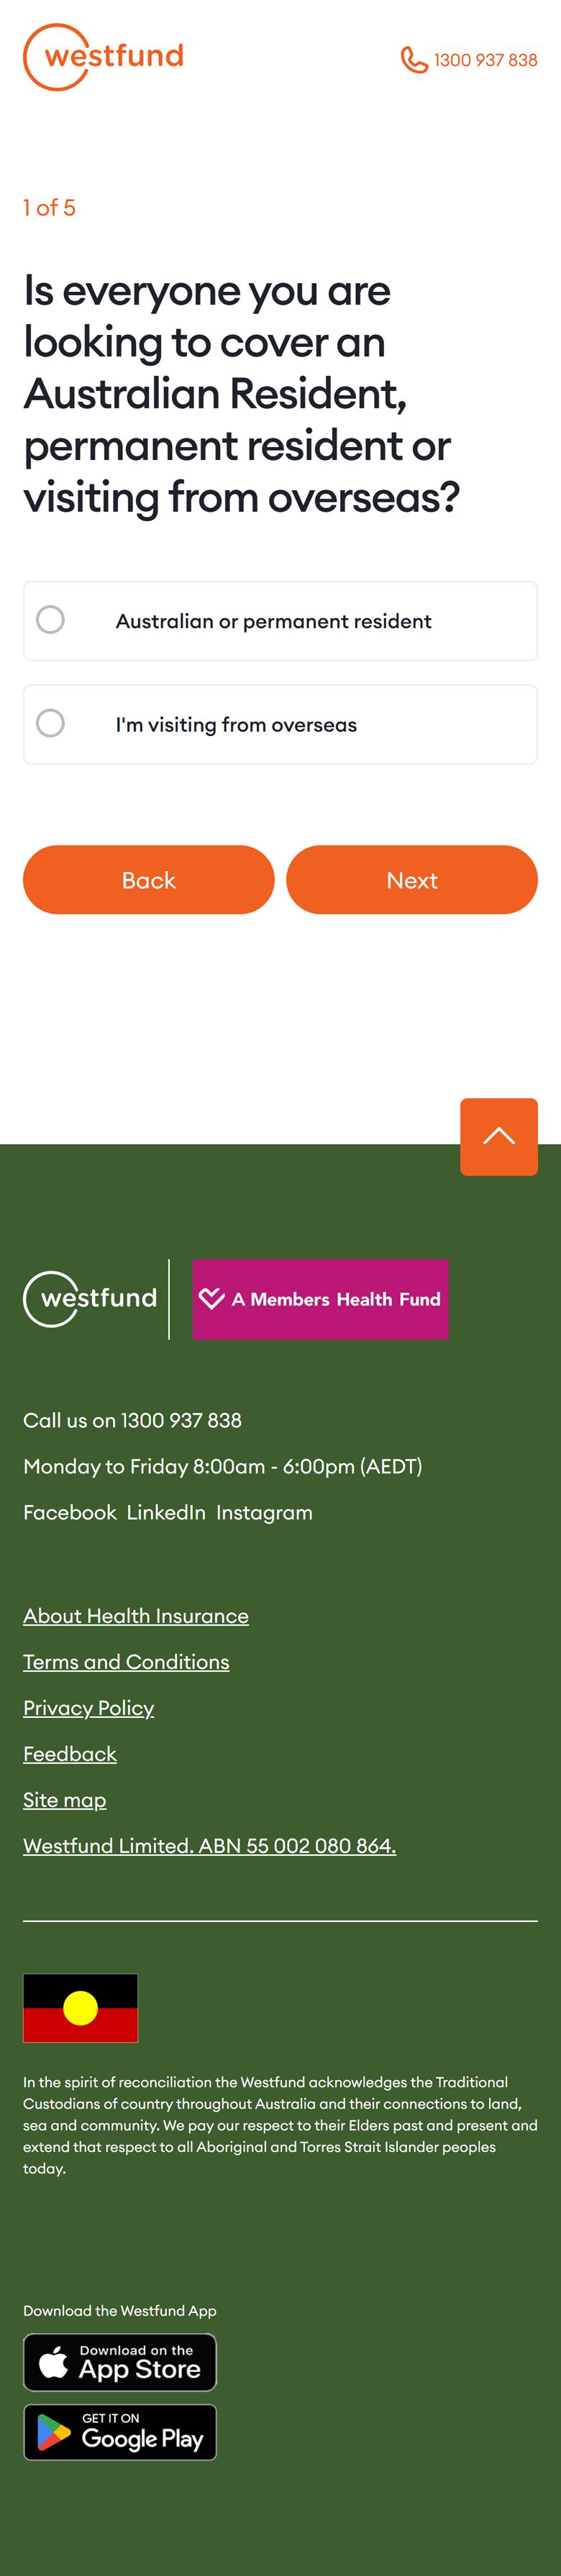 westfund
1300 937 838
1 of 5
Is everyone you are
looking to cover an
Australian Resident,
permanent resident or
visiting from overseas?
Australian or permanent resident
I'm visiting from overseas
Back
Next
westfund
A Members Health Fund
Call us on 1300 937 838
Monday to Friday 8:00am - 6:00pm (AEDT)
Facebook LinkedIn Instagram
About Health Insurance
Terms and Conditions
Privacy Policy
Feedback
Site map
Westfund Limited. ABN 55 002 080 864.
In the spirit of reconciliation the Westfund acknowledges the Traditional
Custodians of country throughout Australia and their connections to land,
sea and community. We pay our respect to their Elders past and present and
extend that respect to all Aboriginal and Torres Strait Islander peoples
today.
Download the Westfund App
Download on the
App Store
GET IT ON
Google Play